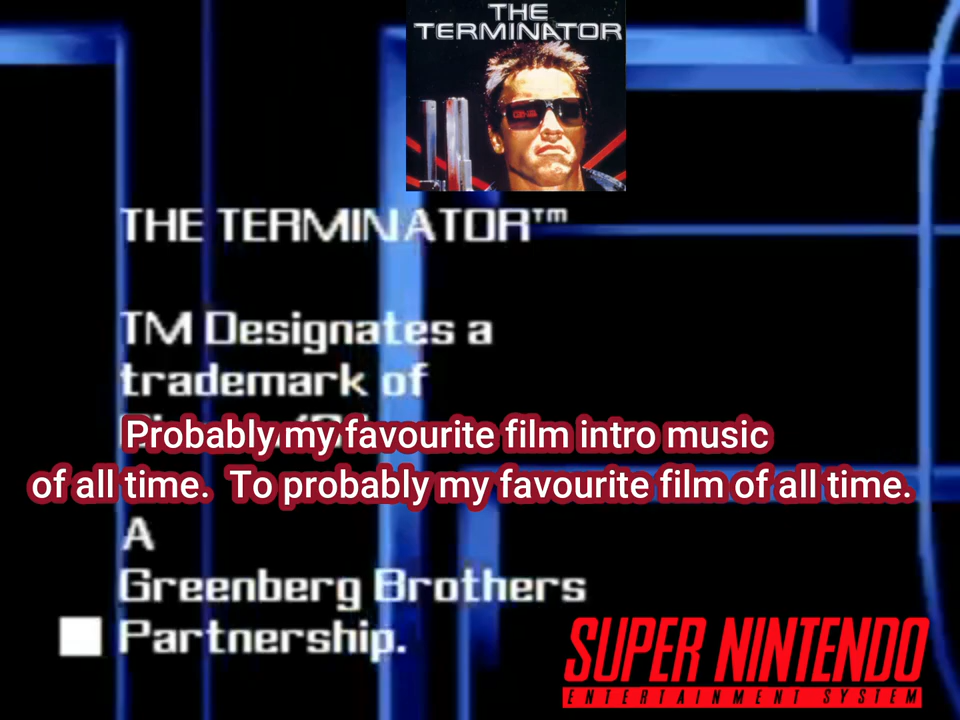 THE
TERMINATOR
THE TERMINATOR™
TM Designates a
trademark of
Probably my favourite film intro music
of all time. To probably my favourite film of all time.
A
Greenberg Brothers
Partnership.
SUPER NINTENDO
ENTERTAINMENT SYSTEM